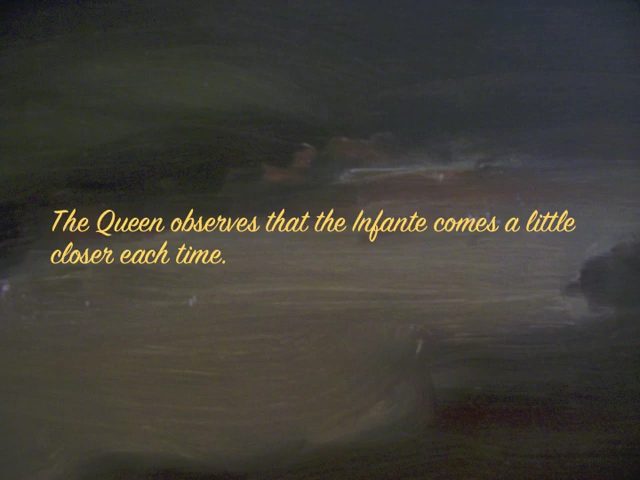 The Queen observes that the Infante comes a little
closer each time.